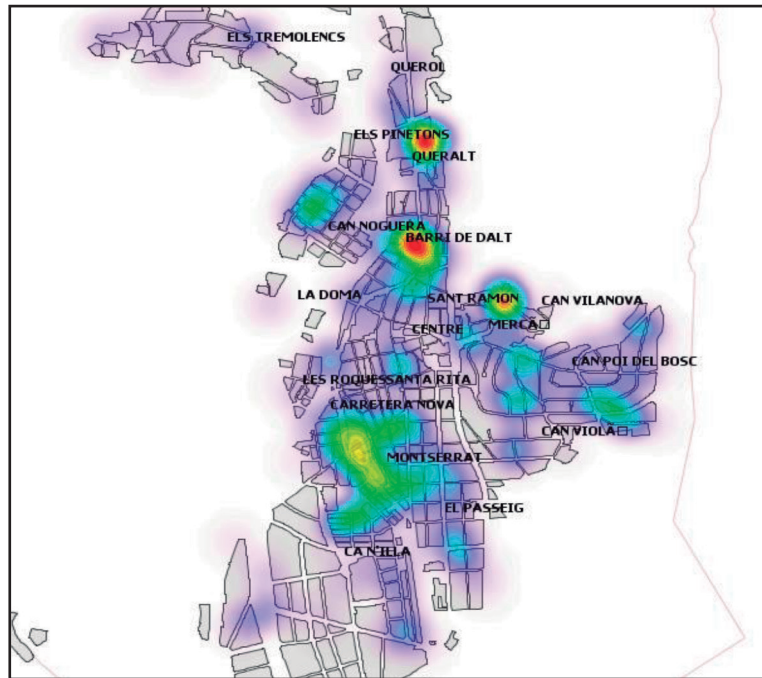 ELS TREMOLENCS
QUEROL
ELS PINETONS
QUERALT
CAN NOGUERA
BARRI DE DALT
LA DOMA
SANT RAMON
CAN VILANOVA
CENTRE
MERCÃ□
CAN POI DEL BOSC
LES ROQUES
SANTA RITA
CARRETERA NOVA
CAN VIOLÃ□
MONTSERRAT
EL PASSEIG
CA N'ILLA